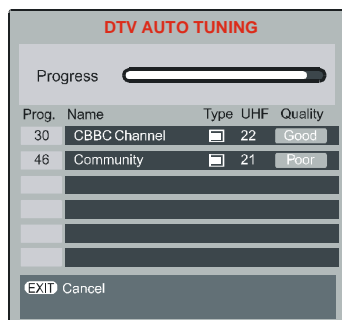 DTV AUTO TUNING
Progress
Prog. Name Type UHF Quality
30 CBBC Channel 22 Good
46 Community 21 Poor
EXIT Cancel